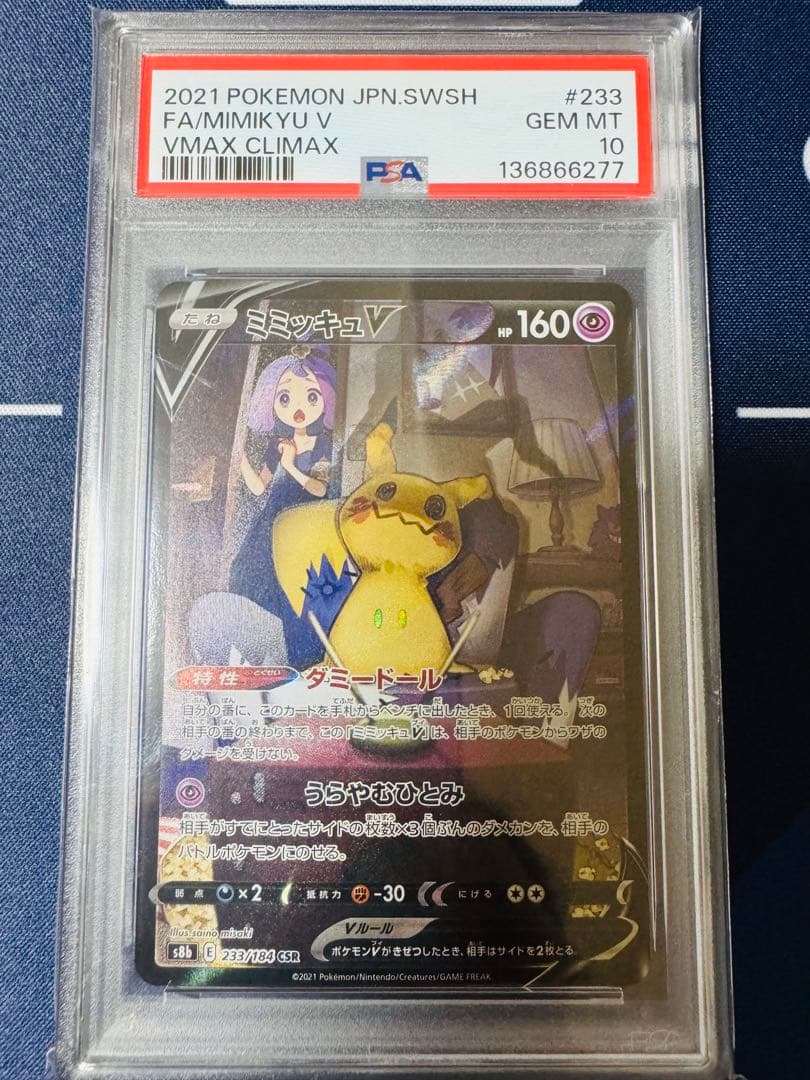 2021 POKEMON JPN.SWSH #233
FA/MIMIKYU V GEM MT
VMAX CLIMAX 10
PSA 136866277
たね ミミッキュV HP 160
特性 とくせい ダミードール
自分の番に、このカードを手札からベンチに出したとき、1回使える。次の
相手の番の終わりまで、この「ミミッキュV」は、相手のポケモンからワザの
ダメージを受けない。
うらやむひとみ
相手がすでにとったサイドの枚数×3個ぶんのダメカンを、相手の
バトルポケモンにのせる。
弱点 ×2 抵抗力 -30 にげる
Vルール
ポケモンVがきぜつしたとき、相手はサイドを2枚とる。
Illus. saino misaki
s8b E 233/184 CSR
©2021 Pokémon/Nintendo/Creatures/GAME FREAK